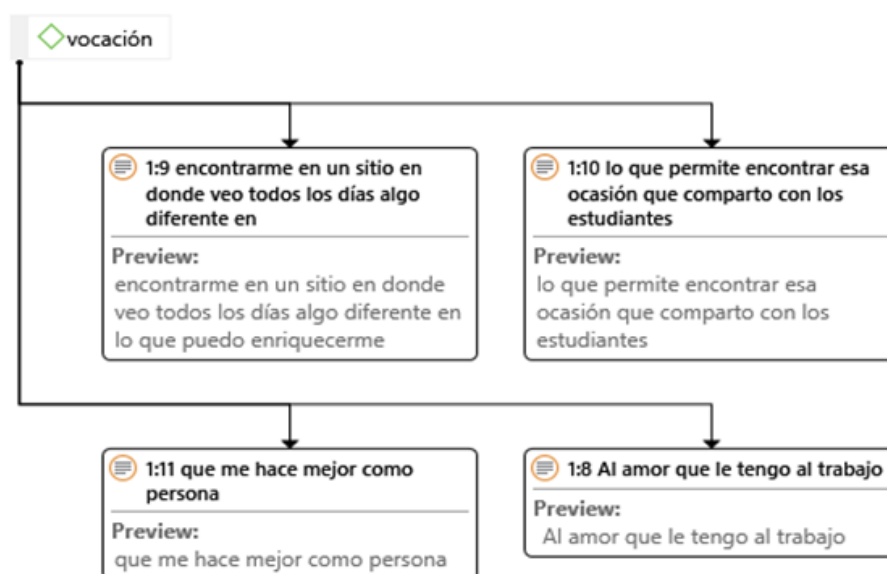 vocación
1:9 encontrarme en un sitio en
donde veo todos los días algo
diferente en
Preview:
encontrarme en un sitio en donde
veo todos los días algo diferente en
lo que puedo enriquecerme
1:10 lo que permite encontrar esa
ocasión que comparto con los
estudiantes
Preview:
lo que permite encontrar esa
ocasión que comparto con los
estudiantes
1:11 que me hace mejor como
persona
Preview:
que me hace mejor como persona
1:8 Al amor que le tengo al trabajo
Preview:
Al amor que le tengo al trabajo